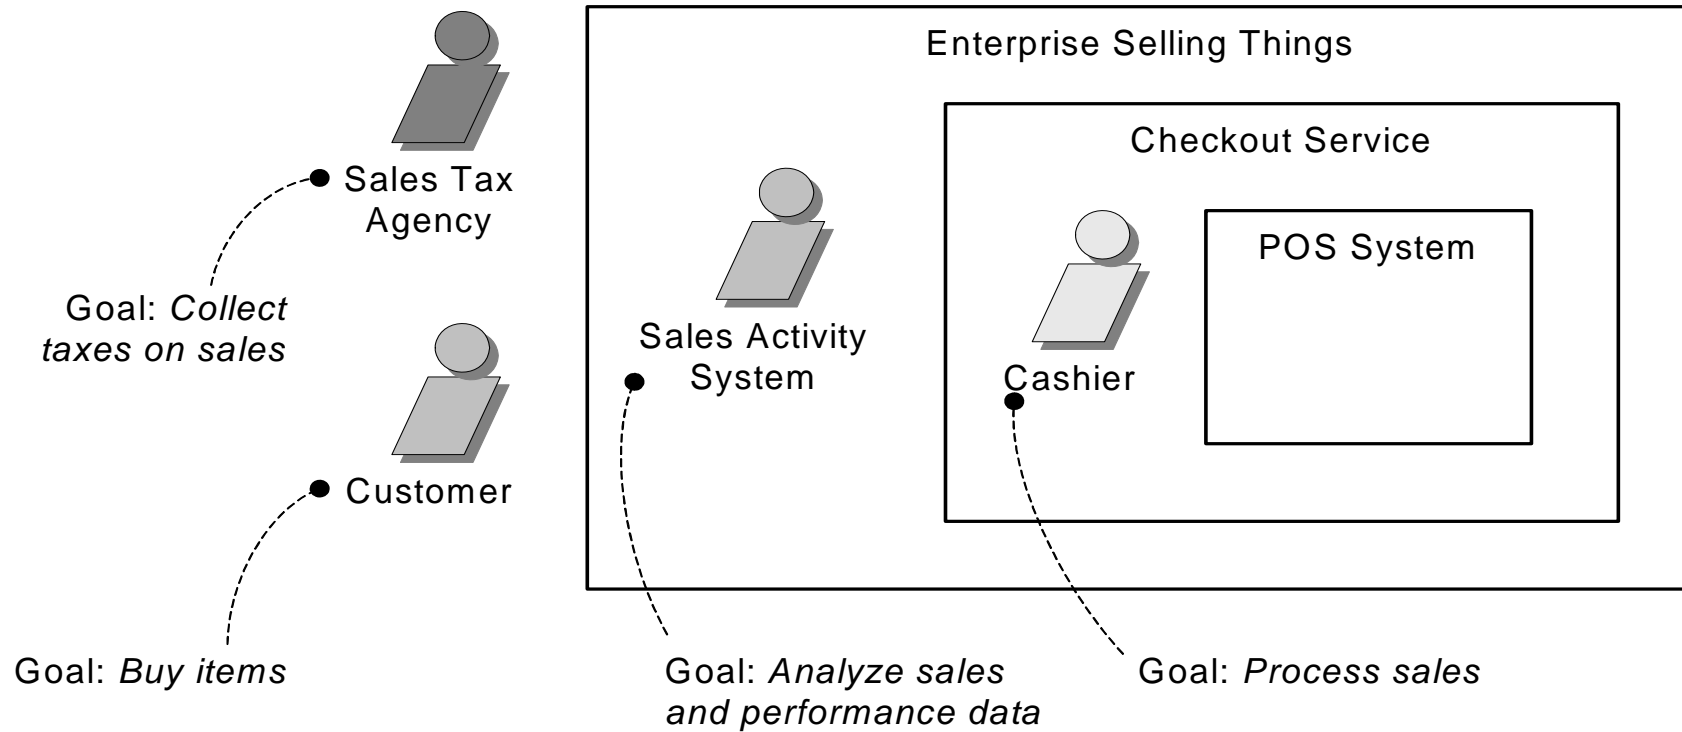 Enterprise Selling Things
Checkout Service
POS System
Sales Tax
Agency
Goal: Collect
taxes on sales
Sales Activity
System
Cashier
Customer
Goal: Buy items
Goal: Analyze sales
and performance data
Goal: Process sales